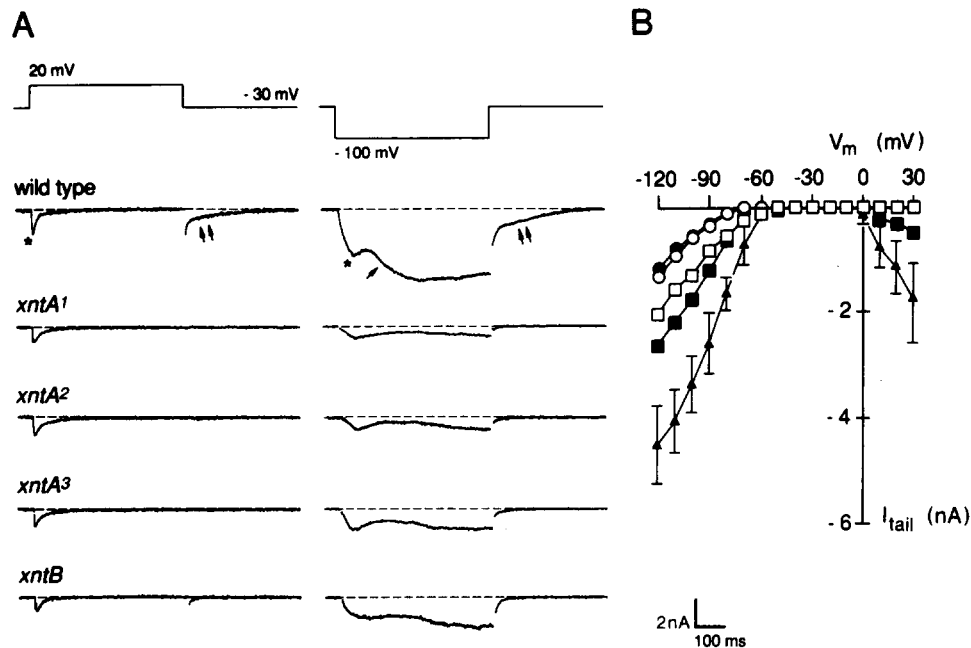 A
B
20 mV
- 30 mV
- 100 mV
wild type
*
*
xntA1
xntA2
xntA3
xntB
Vm (mV)
-120 -90 -60 -30 0 30
- 2
- 4
- 6
Itail (nA)
2nA
100 ms